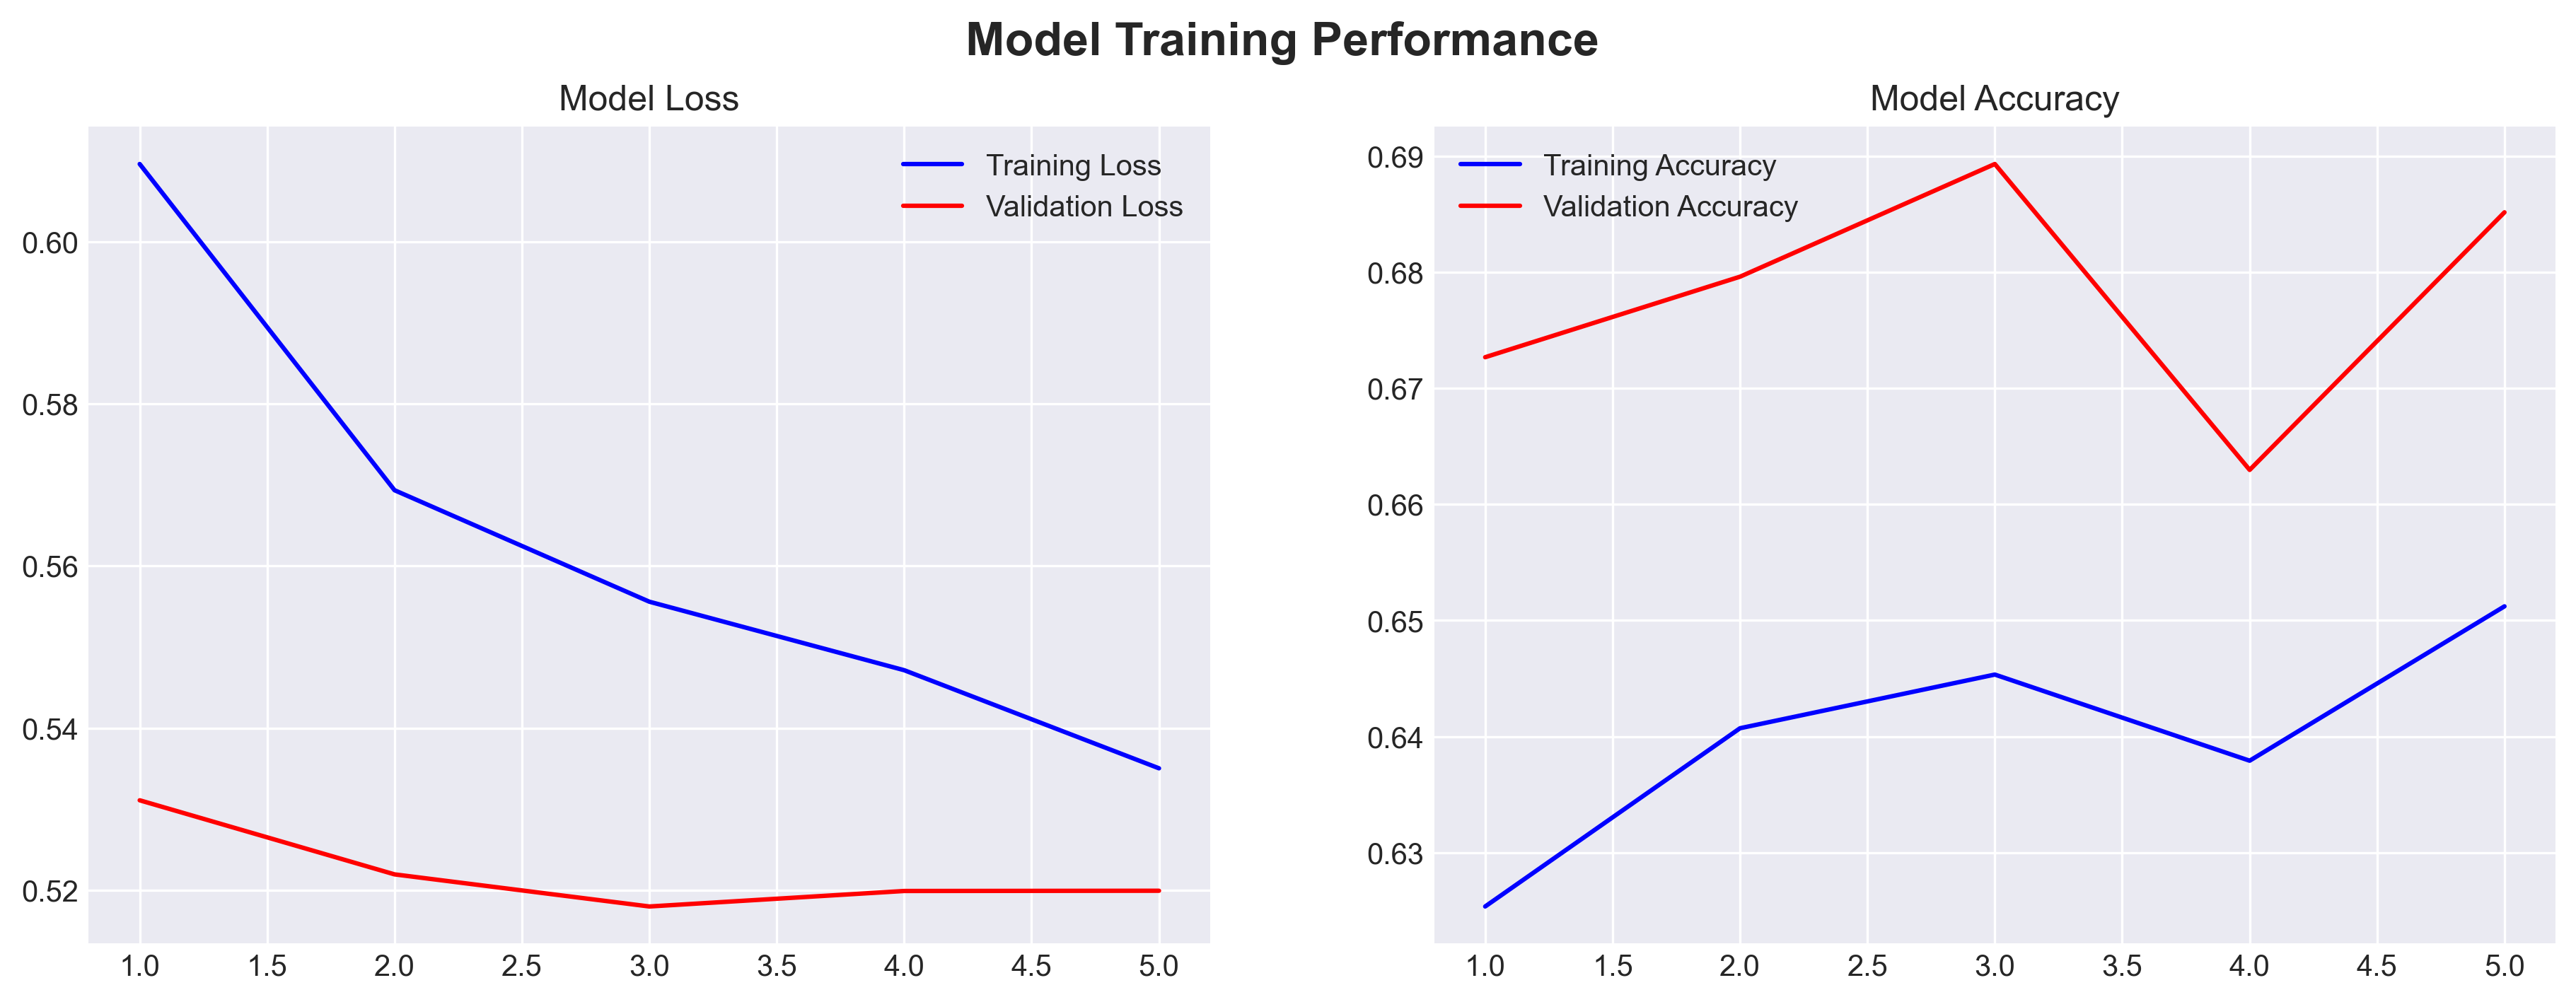 Model Training Performance
Model Loss
Training Loss
Validation Loss
0.60
0.58
0.56
0.54
0.52
1.0 1.5 2.0 2.5 3.0 3.5 4.0 4.5 5.0
Model Accuracy
Training Accuracy
Validation Accuracy
0.69
0.68
0.67
0.66
0.65
0.64
0.63
1.0 1.5 2.0 2.5 3.0 3.5 4.0 4.5 5.0